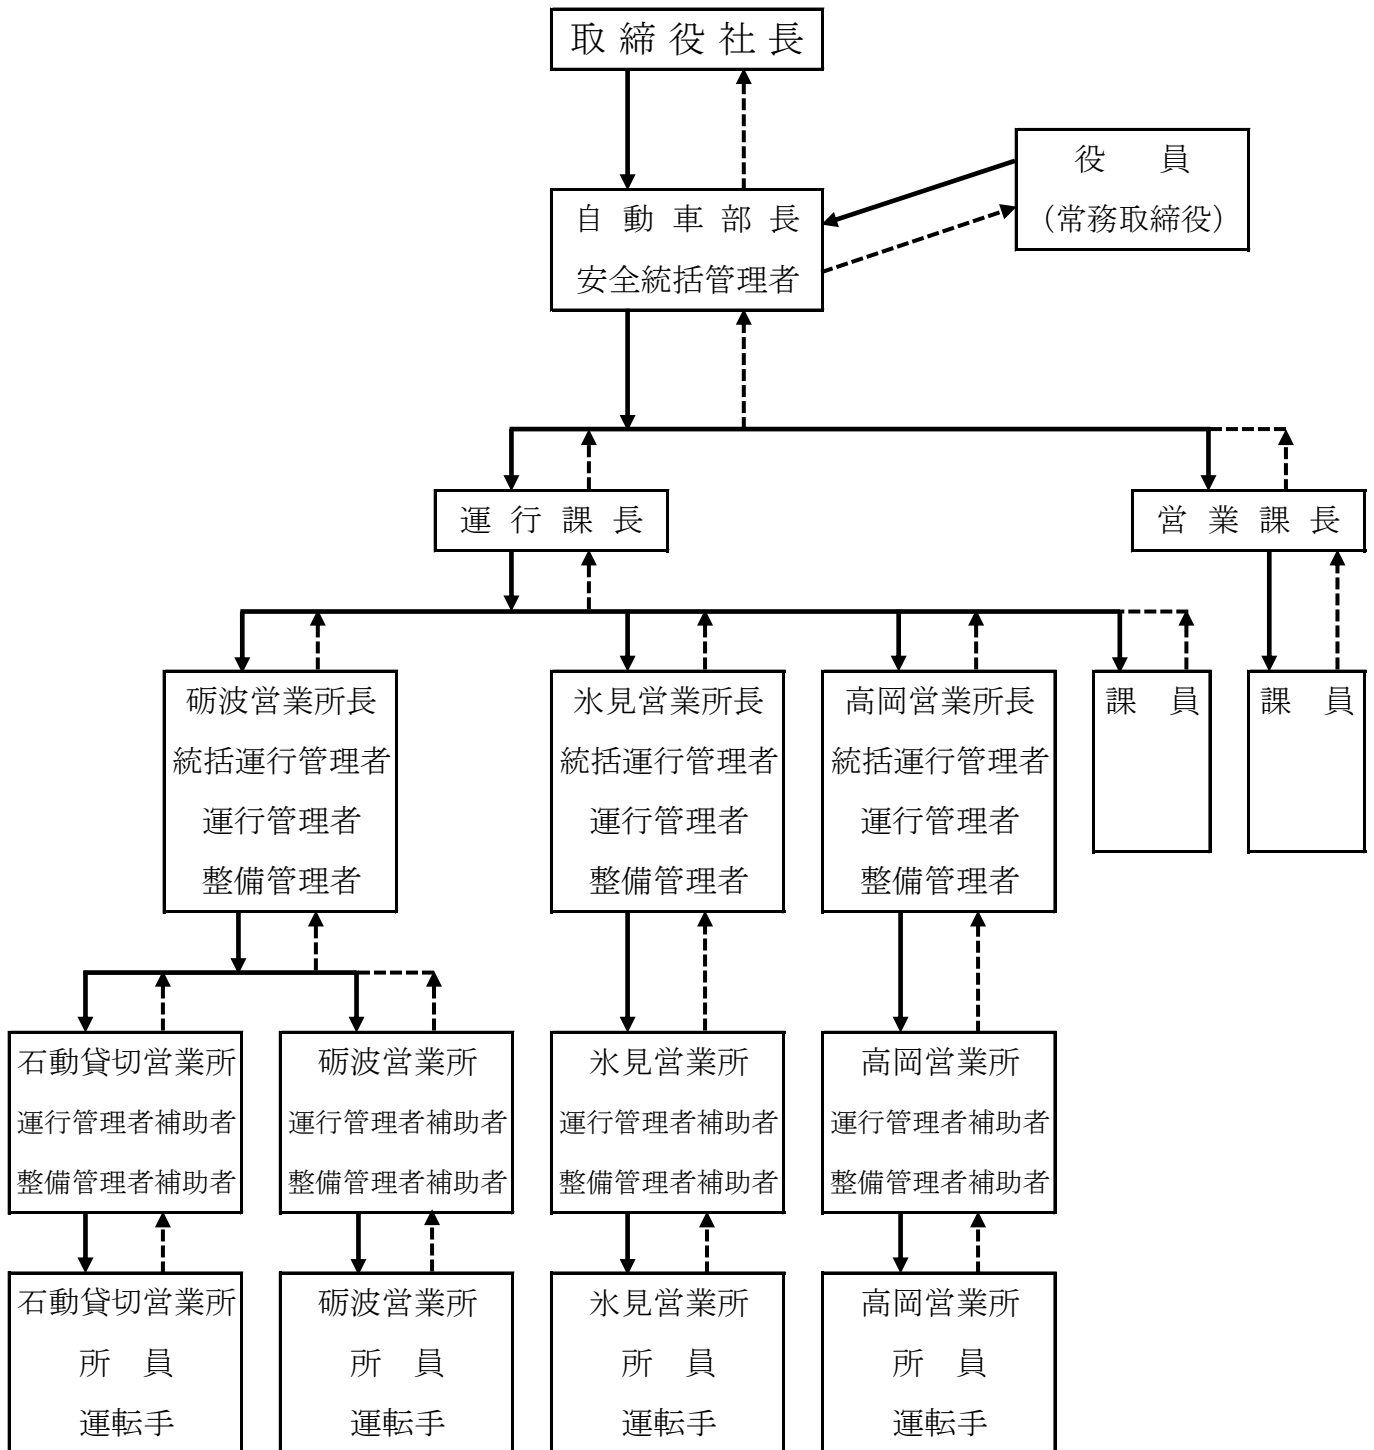 取締役社長
役　員
（常務取締役）
自動車部長
安全統括管理者
運行課長
営業課長
砺波営業所長
統括運行管理者
運行管理者
整備管理者
氷見営業所長
統括運行管理者
運行管理者
整備管理者
高岡営業所長
統括運行管理者
運行管理者
整備管理者
課　員
課　員
石動貸切営業所
運行管理者補助者
整備管理者補助者
砺波営業所
運行管理者補助者
整備管理者補助者
氷見営業所
運行管理者補助者
整備管理者補助者
高岡営業所
運行管理者補助者
整備管理者補助者
石動貸切営業所
所　員
運転手
砺波営業所
所　員
運転手
氷見営業所
所　員
運転手
高岡営業所
所　員
運転手